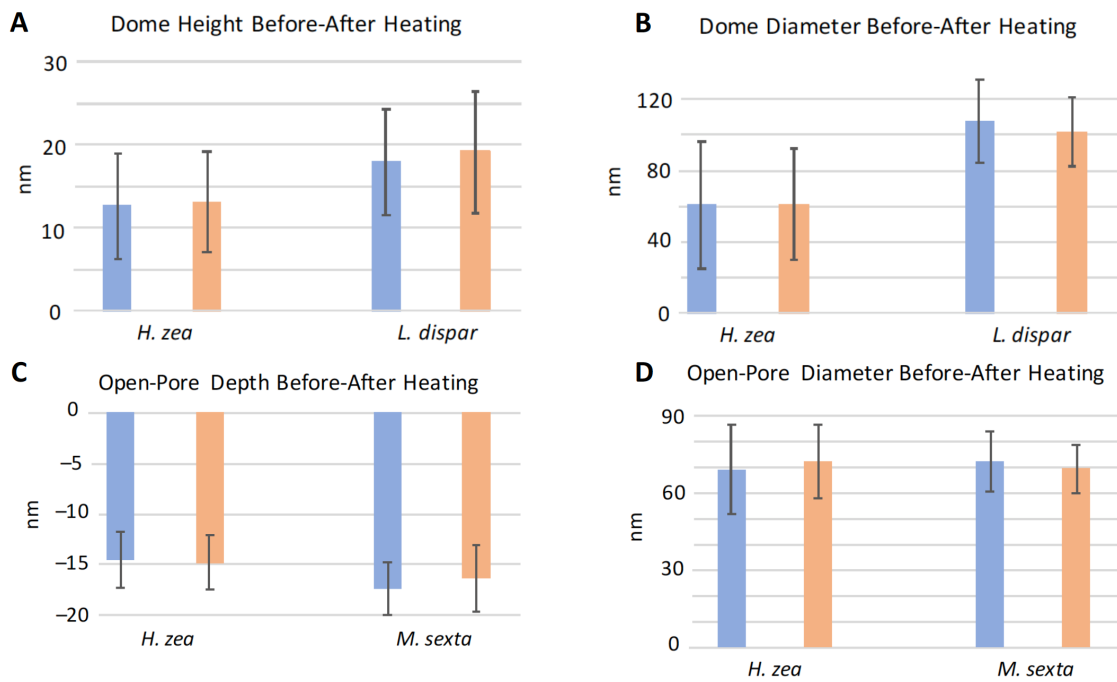 A
Dome Height Before-After Heating
30
20
10
0
nm
H. zea
L. dispar
B
Dome Diameter Before-After Heating
120
80
40
0
nm
H. zea
L. dispar
C
Open-Pore Depth Before-After Heating
0
–5
–10
–15
–20
nm
H. zea
M. sexta
D
Open-Pore Diameter Before-After Heating
90
60
30
0
nm
H. zea
M. sexta